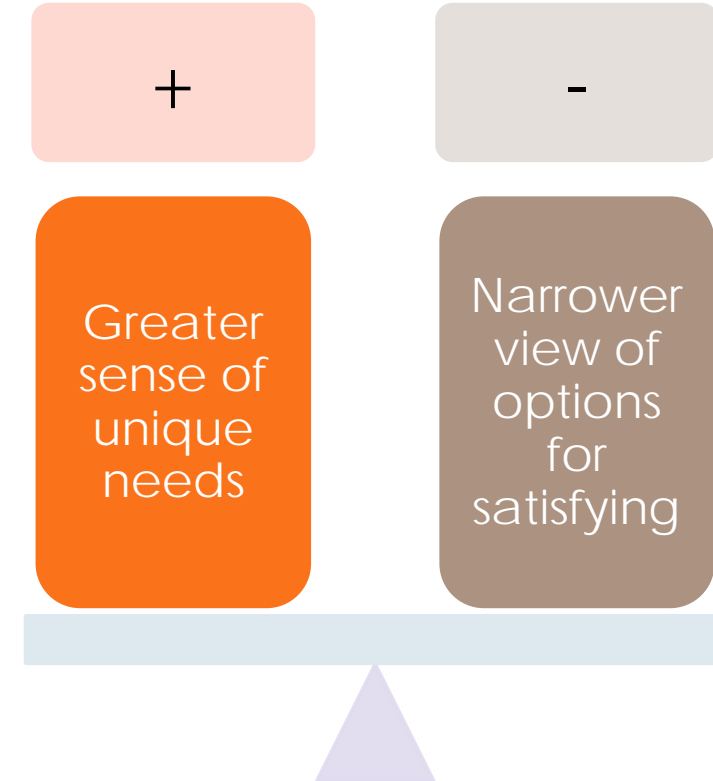 +
-
Greater
sense of
unique
needs
Narrower
view of
options
for
satisfying